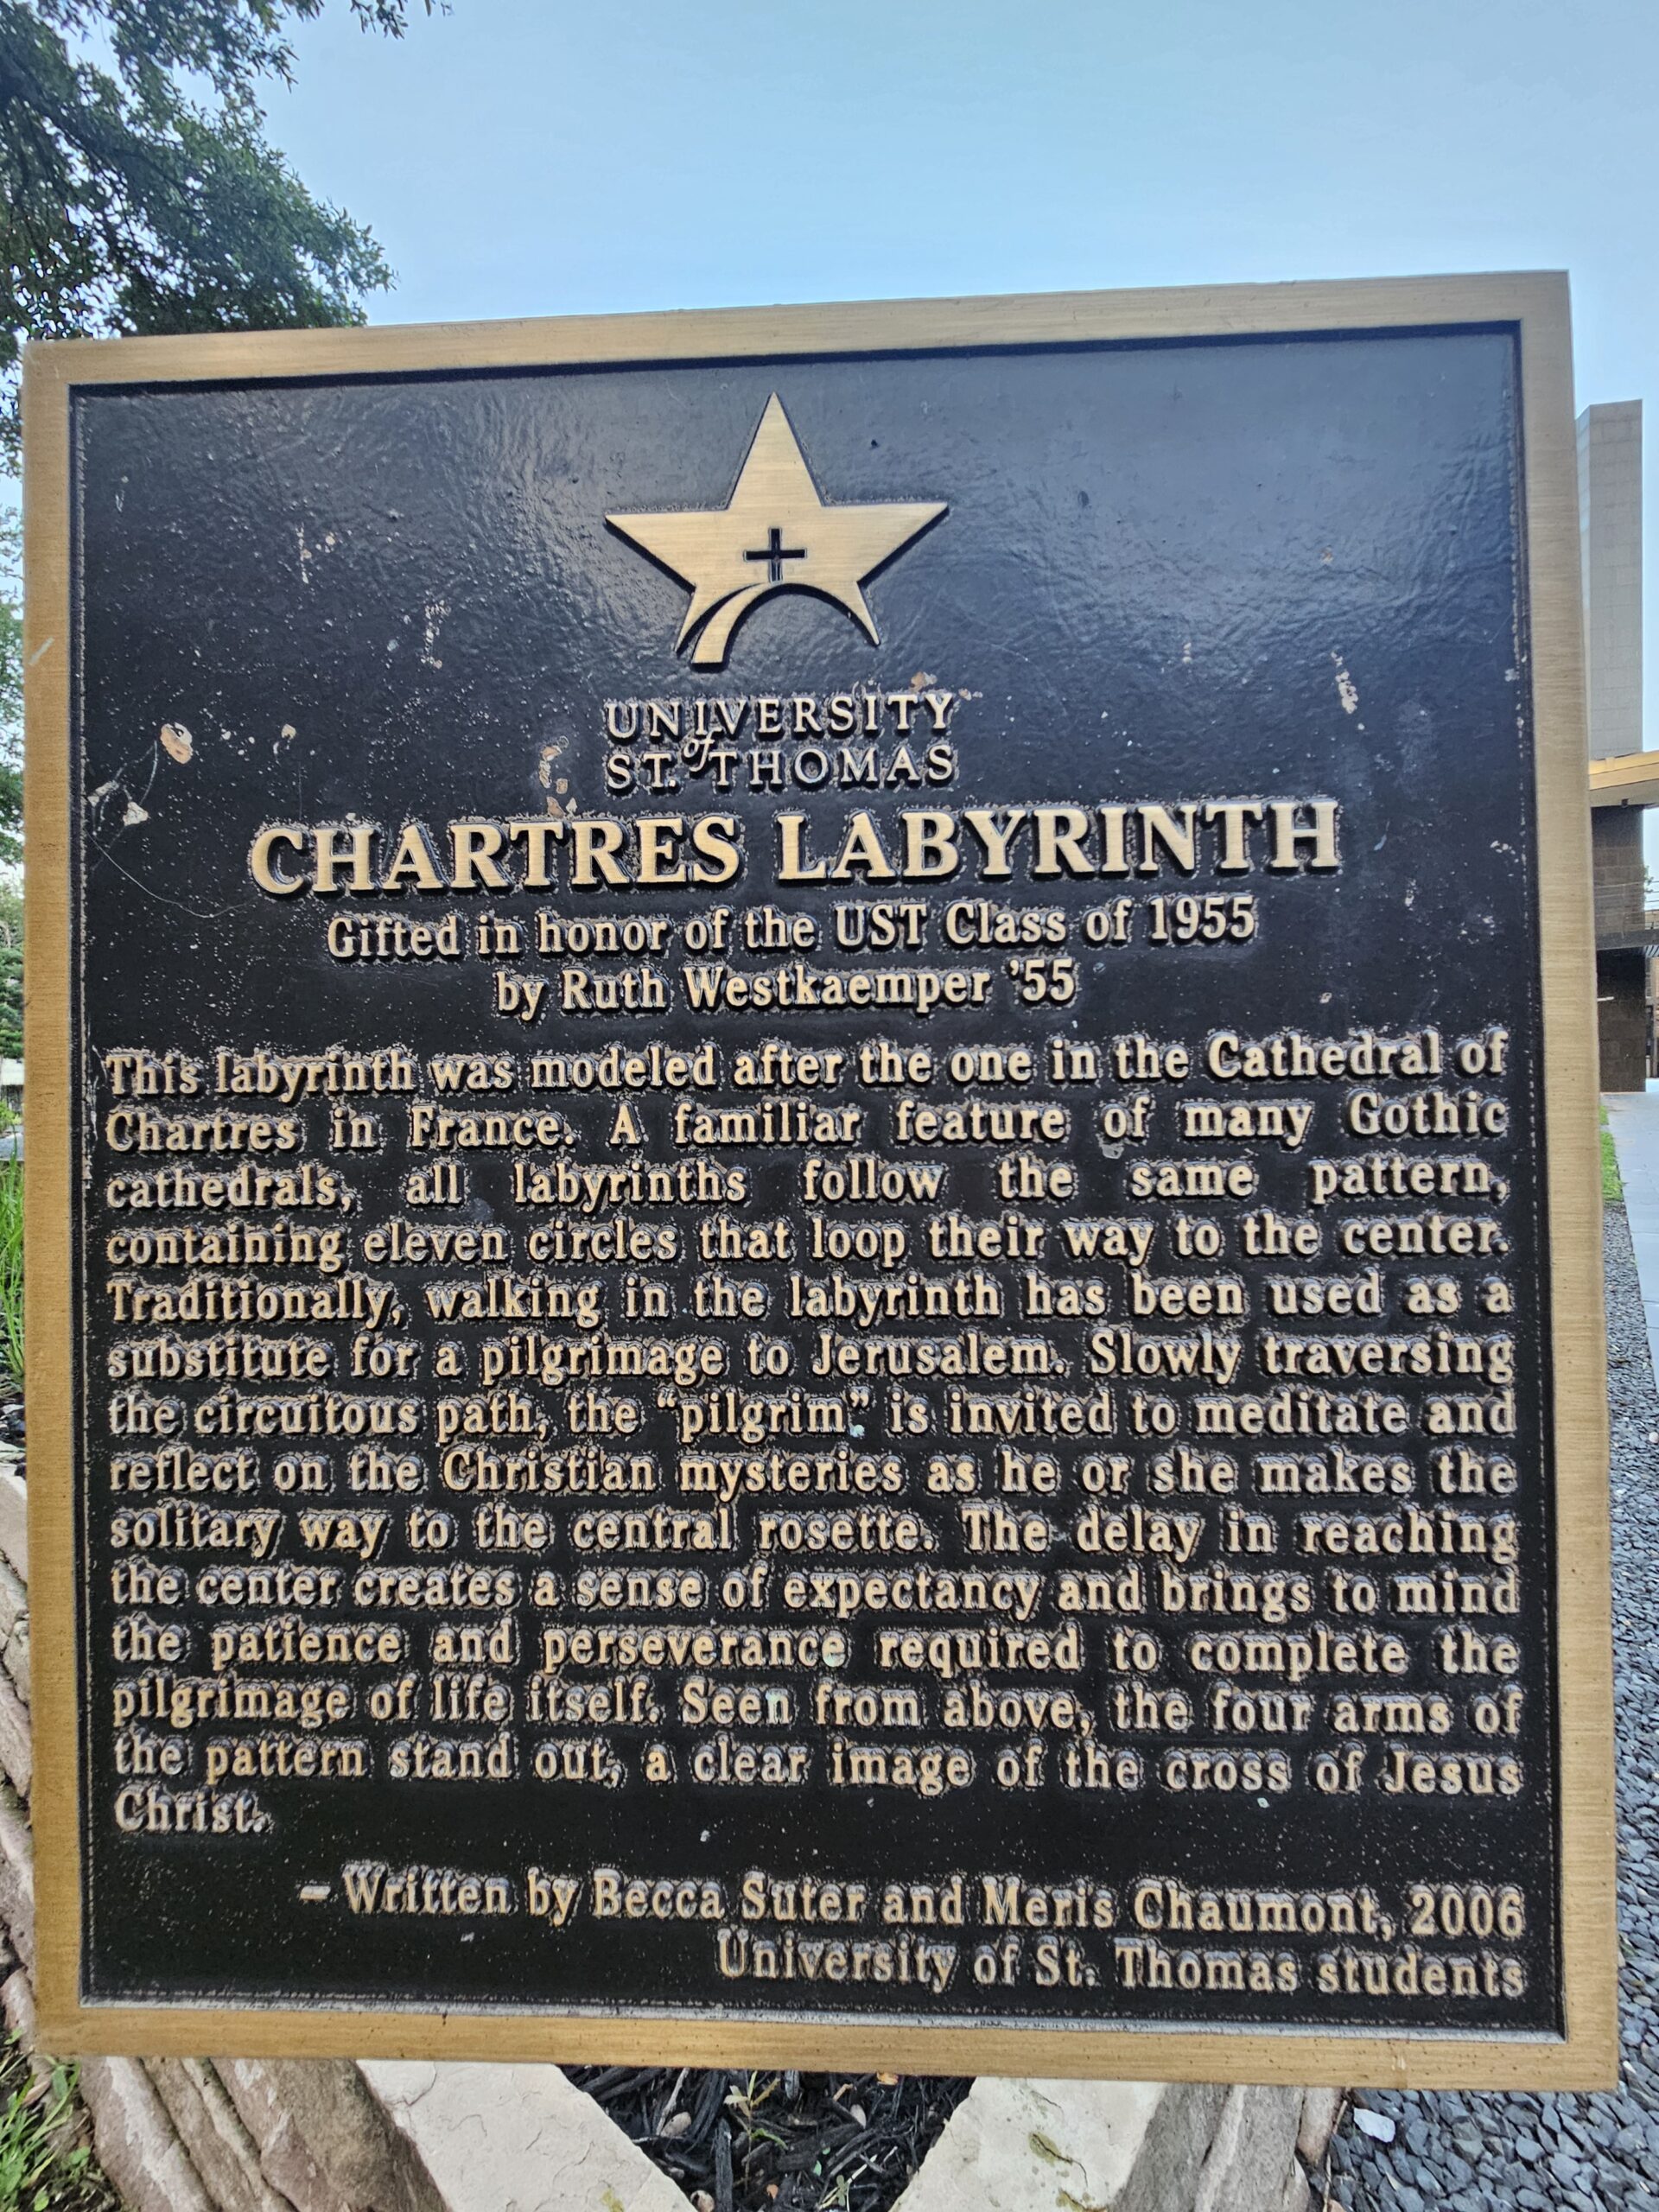 UNIVERSITY
of
ST. THOMAS
CHARTRES LABYRINTH
Gifted in honor of the UST Class of 1955
by Ruth Westkaemper ’55
This labyrinth was modeled after the one in the Cathedral of
Chartres in France. A familiar feature of many Gothic
cathedrals, all labyrinths follow the same pattern,
containing eleven circles that loop their way to the center.
Traditionally, walking in the labyrinth has been used as a
substitute for a pilgrimage to Jerusalem. Slowly traversing
the circuitous path, the “pilgrim” is invited to meditate and
reflect on the Christian mysteries as he or she makes the
solitary way to the central rosette. The delay in reaching
the center creates a sense of expectancy and brings to mind
the patience and perseverance required to complete the
pilgrimage of life itself. Seen from above, the four arms of
the pattern stand out, a clear image of the cross of Jesus
Christ.
– Written by Becca Suter and Meris Chaumont, 2006
University of St. Thomas students